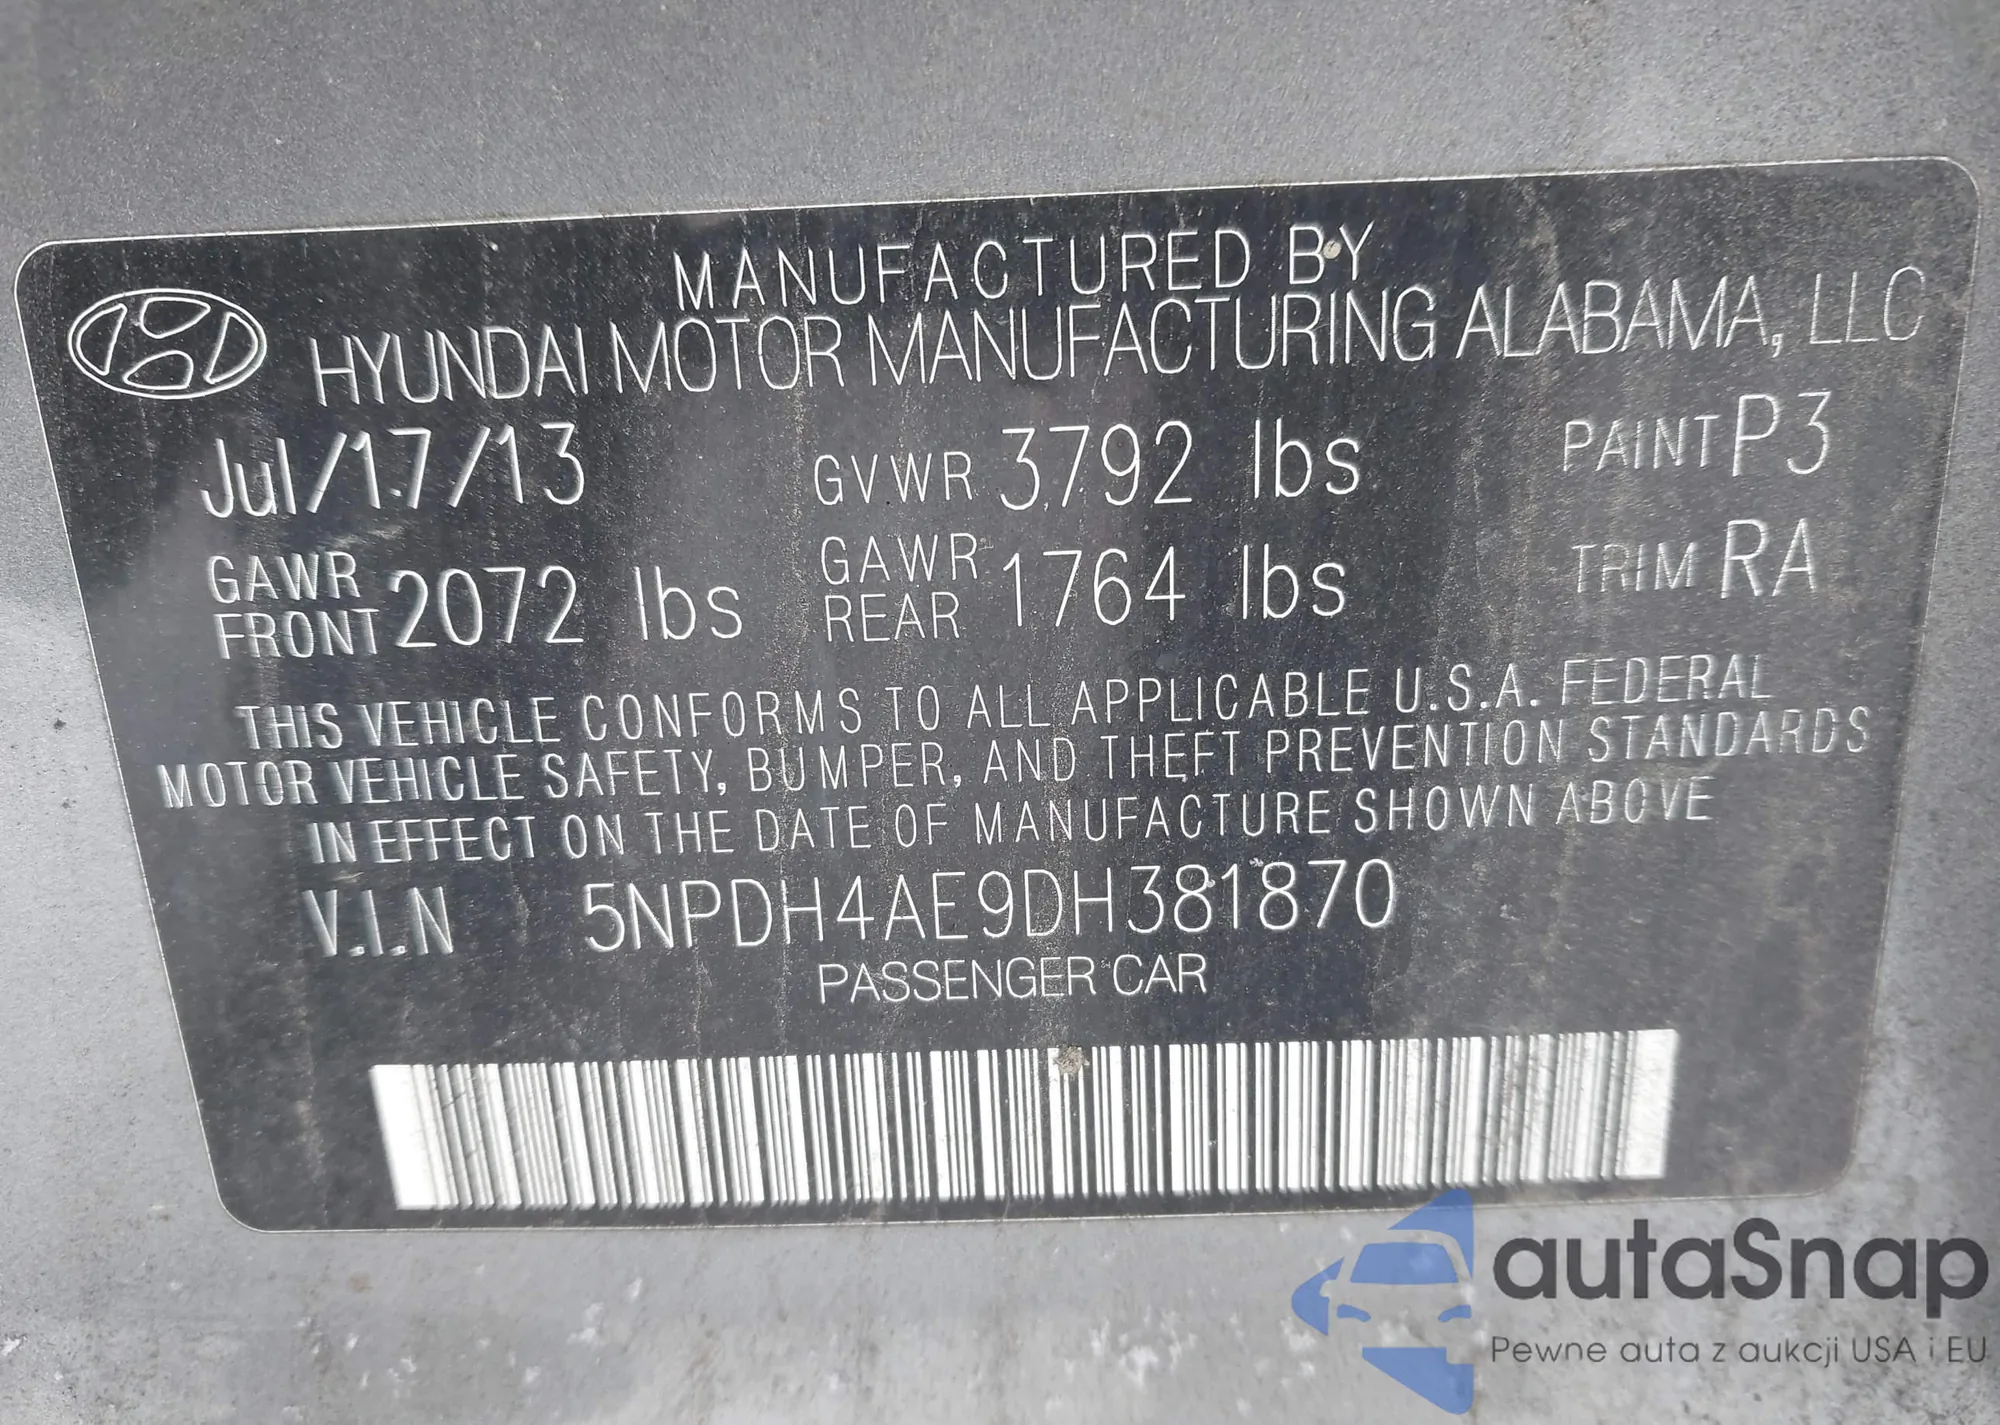 MANUFACTURED BY
HYUNDAI MOTOR MANUFACTURING ALABAMA, LLC
Jul/17/13 GVWR 3792 lbs PAINT P3
GAWR FRONT 2072 lbs GAWR REAR 1764 lbs TRIM RA
THIS VEHICLE CONFORMS TO ALL APPLICABLE U.S.A. FEDERAL
MOTOR VEHICLE SAFETY, BUMPER, AND THEFT PREVENTION STANDARDS
IN EFFECT ON THE DATE OF MANUFACTURE SHOWN ABOVE
V.I.N 5NPDH4AE9DH381870
PASSENGER CAR
autaSnap
Pewne auta z aukcji USA i EU